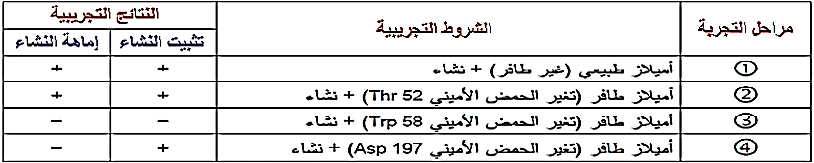 مراحل التجربة الشروط التجريبية النتائج التجريبية
تثبيت النشاء إماهة النشاء
① أميلاز طبيعي (غير طافر) + نشاء + +
② أميلاز طافر (تغير الحمض الأميني Thr 52) + نشاء + +
③ أميلاز طافر (تغير الحمض الأميني Trp 58) + نشاء – –
④ أميلاز طافر (تغير الحمض الأميني Asp 197) + نشاء + –